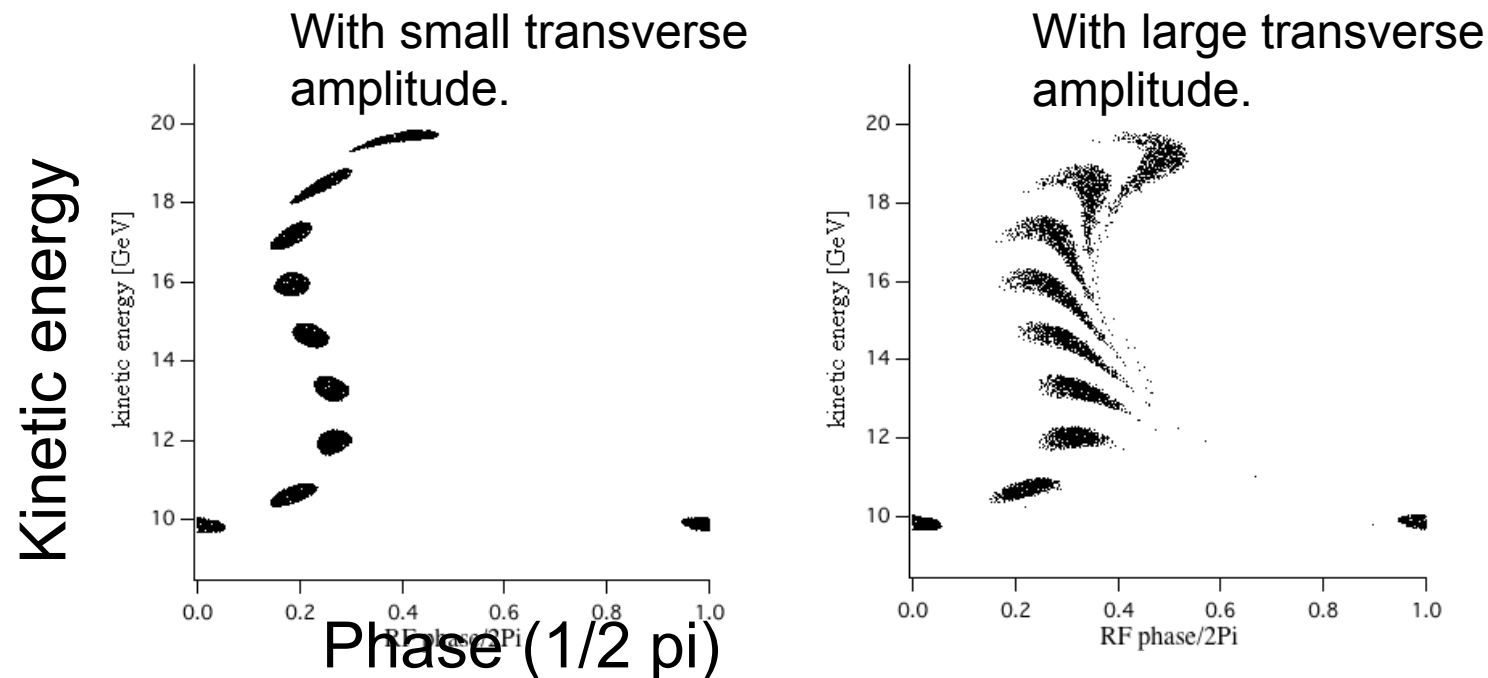 With small transverse
amplitude.
Kinetic energy
kinetic energy [GeV]
20
18
16
14
12
10
0.0 0.2 0.4 0.6 0.8 1.0
RF phase/2Pi
Phase (1/2 pi)
With large transverse
amplitude.
kinetic energy [GeV]
20
18
16
14
12
10
0.0 0.2 0.4 0.6 0.8 1.0
RF phase/2Pi